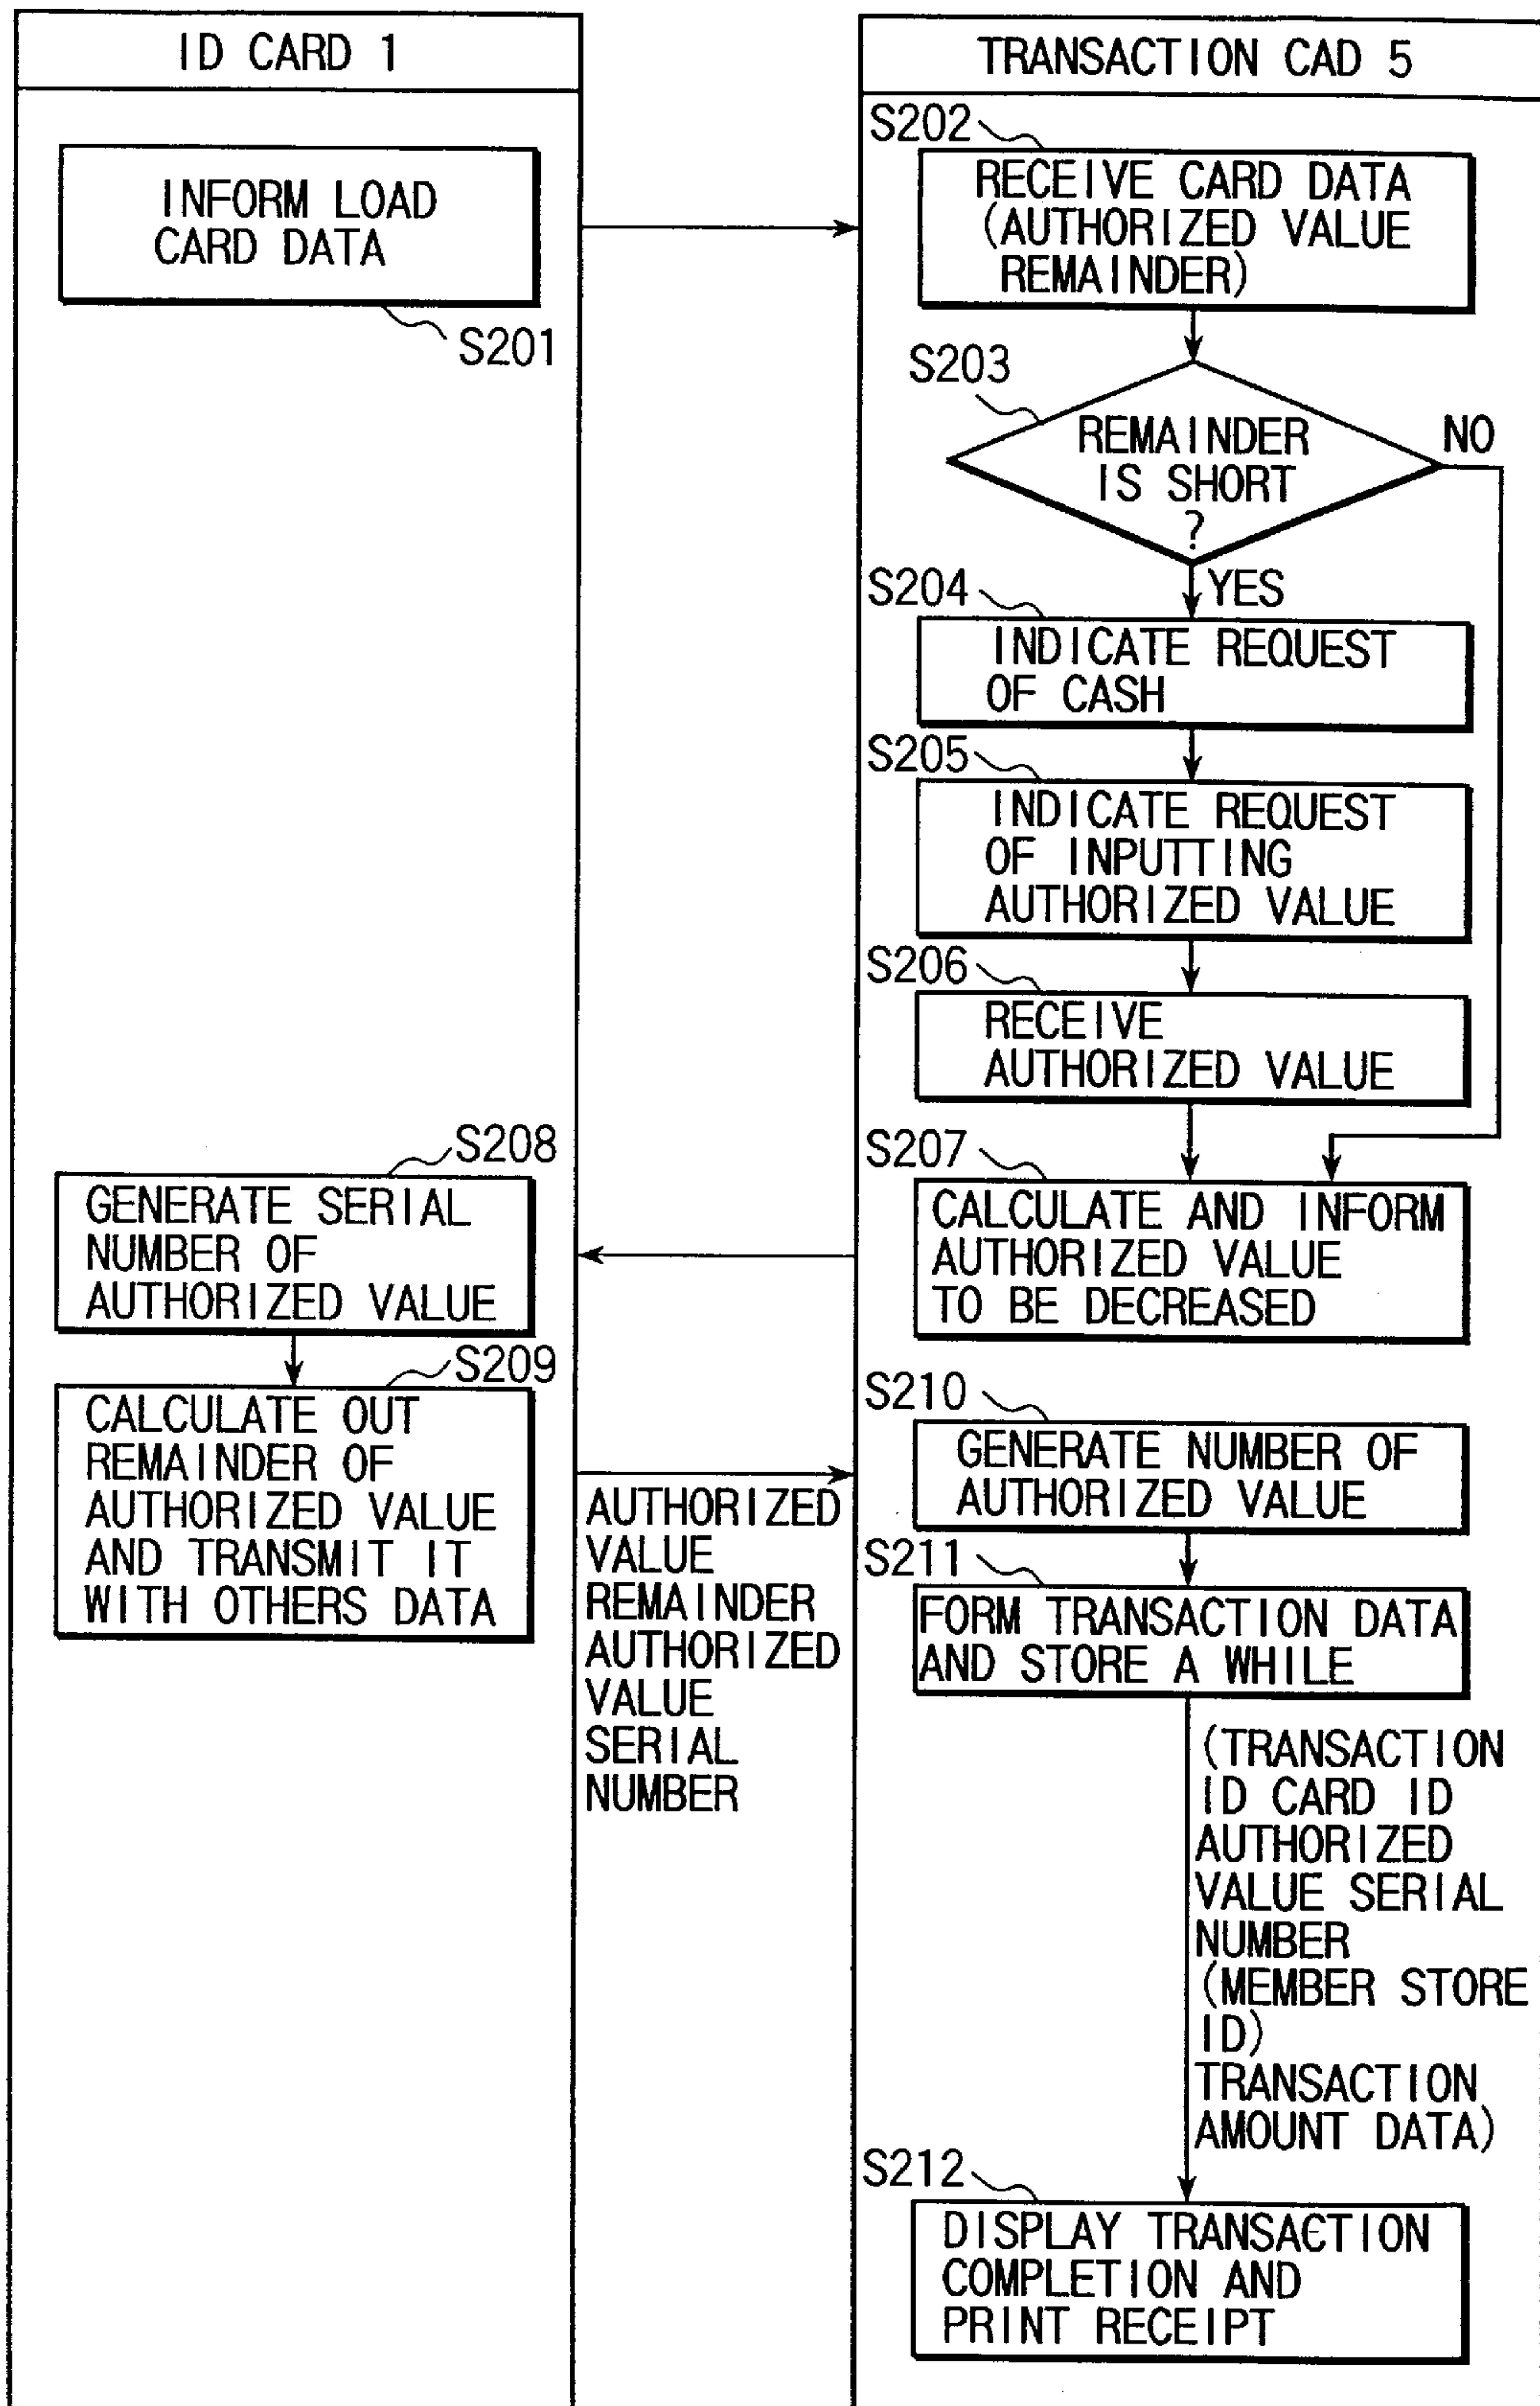 ID CARD 1
TRANSACTION CAD 5
INFORM LOAD
CARD DATA
S201
S202
RECEIVE CARD DATA
(AUTHORIZED VALUE
REMAINDER)
S203
REMAINDER
IS SHORT
?
NO
YES
S204
INDICATE REQUEST
OF CASH
S205
INDICATE REQUEST
OF INPUTTING
AUTHORIZED VALUE
S206
RECEIVE
AUTHORIZED VALUE
S207
CALCULATE AND INFORM
AUTHORIZED VALUE
TO BE DECREASED
S208
GENERATE SERIAL
NUMBER OF
AUTHORIZED VALUE
S209
CALCULATE OUT
REMAINDER OF
AUTHORIZED VALUE
AND TRANSMIT IT
WITH OTHERS DATA
AUTHORIZED
VALUE
REMAINDER
AUTHORIZED
VALUE
SERIAL
NUMBER
S210
GENERATE NUMBER OF
AUTHORIZED VALUE
S211
FORM TRANSACTION DATA
AND STORE A WHILE
(TRANSACTION
ID CARD ID
AUTHORIZED
VALUE SERIAL
NUMBER
(MEMBER STORE
ID)
TRANSACTION
AMOUNT DATA)
S212
DISPLAY TRANSACTION
COMPLETION AND
PRINT RECEIPT